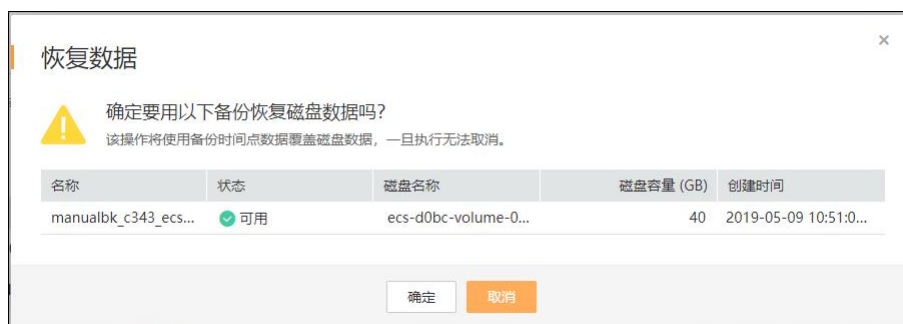 恢复数据
确定要用以下备份恢复磁盘数据吗?
该操作将使用备份时间点数据覆盖磁盘数据，一旦执行无法取消。
名称 状态 磁盘名称 磁盘容量 (GB) 创建时间
manualbk_c343_ecs... 可用 ecs-d0bc-volume-0... 40 2019-05-09 10:51:0...
确定 取消